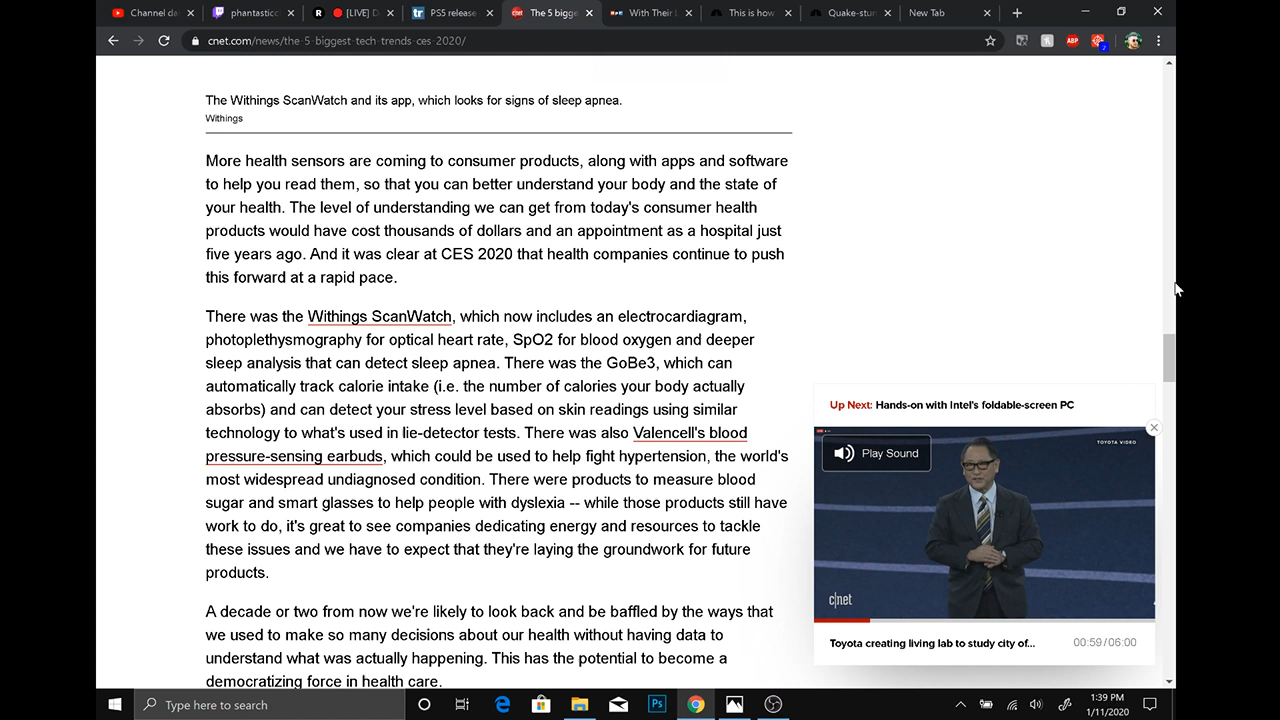 Channel da
phantastic
[LIVE] D
PS5 release
The 5 bigge
With Their L
This is how
Quake-stun
New Tab
cnet.com/news/the-5-biggest-tech-trends-ces-2020/
ABP
The Withings ScanWatch and its app, which looks for signs of sleep apnea.
Withings
More health sensors are coming to consumer products, along with apps and software
to help you read them, so that you can better understand your body and the state of
your health. The level of understanding we can get from today's consumer health
products would have cost thousands of dollars and an appointment as a hospital just
five years ago. And it was clear at CES 2020 that health companies continue to push
this forward at a rapid pace.
There was the Withings ScanWatch, which now includes an electrocardiagram,
photoplethysmography for optical heart rate, SpO2 for blood oxygen and deeper
sleep analysis that can detect sleep apnea. There was the GoBe3, which can
automatically track calorie intake (i.e. the number of calories your body actually
absorbs) and can detect your stress level based on skin readings using similar
technology to what's used in lie-detector tests. There was also Valencell's blood
pressure-sensing earbuds, which could be used to help fight hypertension, the world's
most widespread undiagnosed condition. There were products to measure blood
sugar and smart glasses to help people with dyslexia -- while those products still have
work to do, it's great to see companies dedicating energy and resources to tackle
these issues and we have to expect that they're laying the groundwork for future
products.
A decade or two from now we're likely to look back and be baffled by the ways that
we used to make so many decisions about our health without having data to
understand what was actually happening. This has the potential to become a
democratizing force in health care.
Up Next: Hands-on with Intel's foldable-screen PC
Play Sound
TOYOTA VIDEO
c|net
Toyota creating living lab to study city of...
00:59/06:00
Type here to search
Ps
1:39 PM
1/11/2020